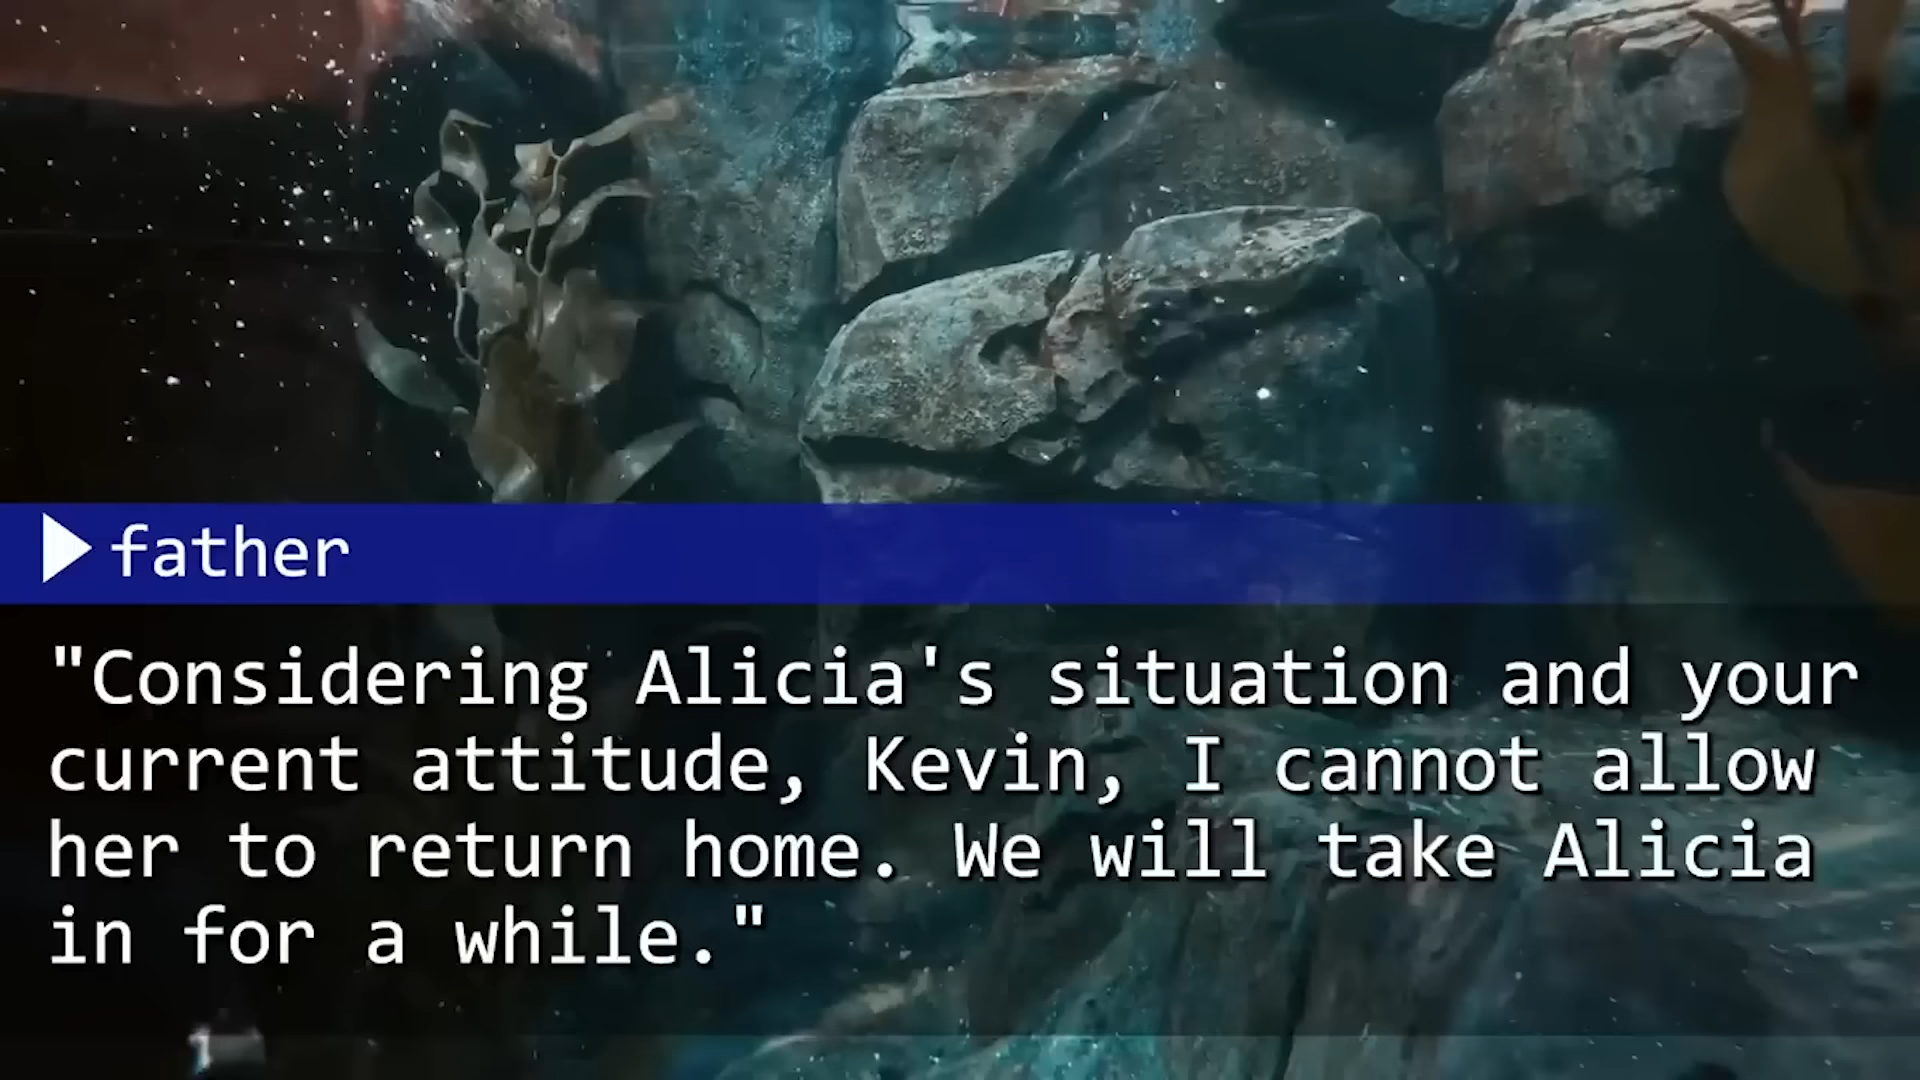 father
"Considering Alicia's situation and your
current attitude, Kevin, I cannot allow
her to return home. We will take Alicia
in for a while."